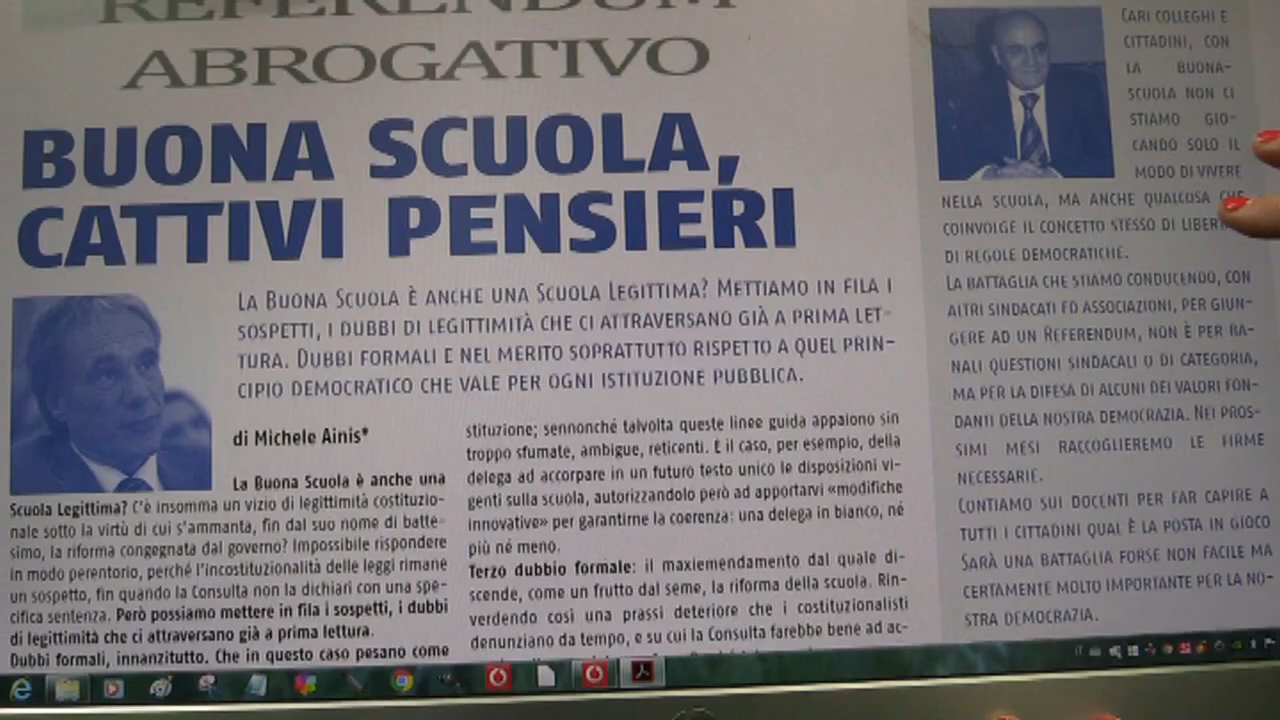 REFERENDUM
ABROGATIVO
BUONA SCUOLA,
CATTIVI PENSIERI
LA BUONA SCUOLA È ANCHE UNA SCUOLA LEGITTIMA? METTIAMO IN FILA I
SOSPETTI, I DUBBI DI LEGITTIMITÀ CHE CI ATTRAVERSANO GIÀ A PRIMA LET-
TURA. DUBBI FORMALI E NEL MERITO SOPRATTUTTO RISPETTO A QUEL PRIN-
CIPIO DEMOCRATICO CHE VALE PER OGNI ISTITUZIONE PUBBLICA.
di Michele Ainis*
La Buona Scuola è anche una
Scuola Legittima? C'è insomma un vizio di legittimità costituzio-
nale sotto la virtù di cui s'ammanta, fin dal suo nome di batte-
simo, la riforma congegnata dal governo? Impossibile rispondere
in modo perentorio, perché l'incostituzionalità delle leggi rimane
un sospetto, fin quando la Consulta non la dichiari con una spe-
cifica sentenza. Però possiamo mettere in fila i sospetti, i dubbi
di legittimità che ci attraversano già a prima lettura.
Dubbi formali, innanzitutto. Che in questo caso pesano come
stituzione; sennonché talvolta queste linee guida appaiono sin
troppo sfumate, ambigue, reticenti. È il caso, per esempio, della
delega ad accorpare in un futuro testo unico le disposizioni vi-
genti sulla scuola, autorizzandolo però ad apportarvi «modifiche
innovative» per garantirne la coerenza: una delega in bianco, né
più né meno.
Terzo dubbio formale: il maxiemendamento dal quale di-
scende, come un frutto dal seme, la riforma della scuola. Rin-
verdendo così una prassi deteriore che i costituzionalisti
denunziano da tempo, e su cui la Consulta farebbe bene ad ac-
CARI COLLEGHI E
CITTADINI, CON
LA BUONA-
SCUOLA NON CI
STIAMO GIO-
CANDO SOLO IL
MODO DI VIVERE
NELLA SCUOLA, MA ANCHE QUALCOSA CHE
COINVOLGE IL CONCETTO STESSO DI
DI REGOLE DEMOCRATICHE.
LA BATTAGLIA CHE STIAMO CONDUCENDO, CON
ALTRI SINDACATI ED ASSOCIAZIONI, PER GIUN-
GERE AD UN REFERENDUM, NON È PER BA-
NALI QUESTIONI SINDACALI O DI CATEGORIA,
MA PER LA DIFESA DI ALCUNI DEI VALORI FON-
DANTI DELLA NOSTRA DEMOCRAZIA. NEI PROS-
SIMI MESI RACCOGLIEREMO LE FIRME
NECESSARIE.
CONTIAMO SUI DOCENTI PER FAR CAPIRE A
TUTTI I CITTADINI QUAL È LA POSTA IN GIOCO
SARÀ UNA BATTAGLIA FORSE NON FACILE MA
CERTAMENTE MOLTO IMPORTANTE PER LA NO-
STRA DEMOCRAZIA.
IT